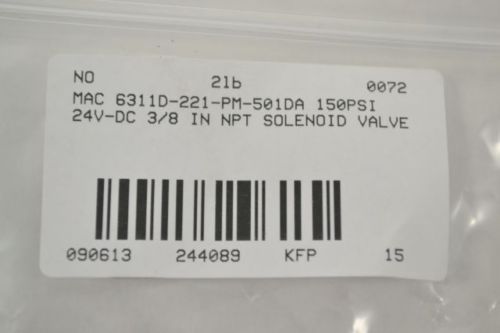 NO 2lb 0072
MAC 6311D-221-PM-501DA 150PSI
24V-DC 3/8 IN NPT SOLENOID VALVE
090613 244089 KFP 15